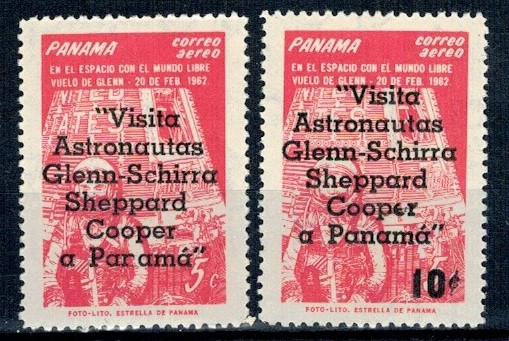 PANAMA correo
aereo
EN EL ESPACIO CON EL MUNDO LIBRE
VUELO DE GLENN - 20 DE FEB. 1962
"Visita
Astronautas
Glenn-Schirra
Sheppard
Cooper
a Panamá"
5¢
FOTO-LITO. ESTRELLA DE PANAMA
PANAMA correo
aereo
EN EL ESPACIO CON EL MUNDO LIBRE
VUELO DE GLENN - 20 DE FEB. 1962
"Visita
Astronautas
Glenn-Schirra
Sheppard
Cooper
a Panamá"
10¢
FOTO-LITO. ESTRELLA DE PANAMA